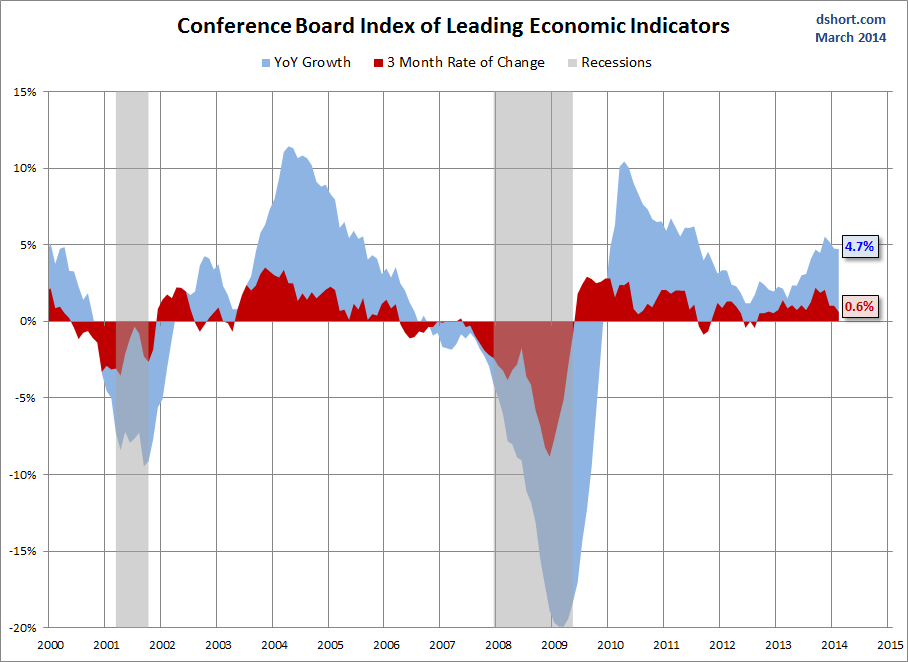 Conference Board Index of Leading Economic Indicators
dshort.com
March 2014
YoY Growth 3 Month Rate of Change Recessions
15%
10%
5%
4.7%
0.6%
0%
-5%
-10%
-15%
-20%
2000 2001 2002 2003 2004 2005 2006 2007 2008 2009 2010 2011 2012 2013 2014 2015